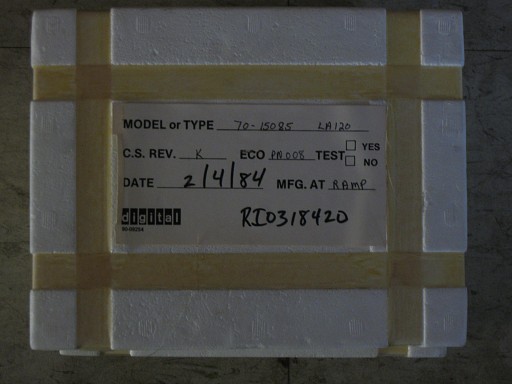 MODEL or TYPE 70-15085 LA120
C.S. REV. K ECO PN008 TEST YES
NO
DATE 2/4/84 MFG. AT RAMP
digital RI0318420